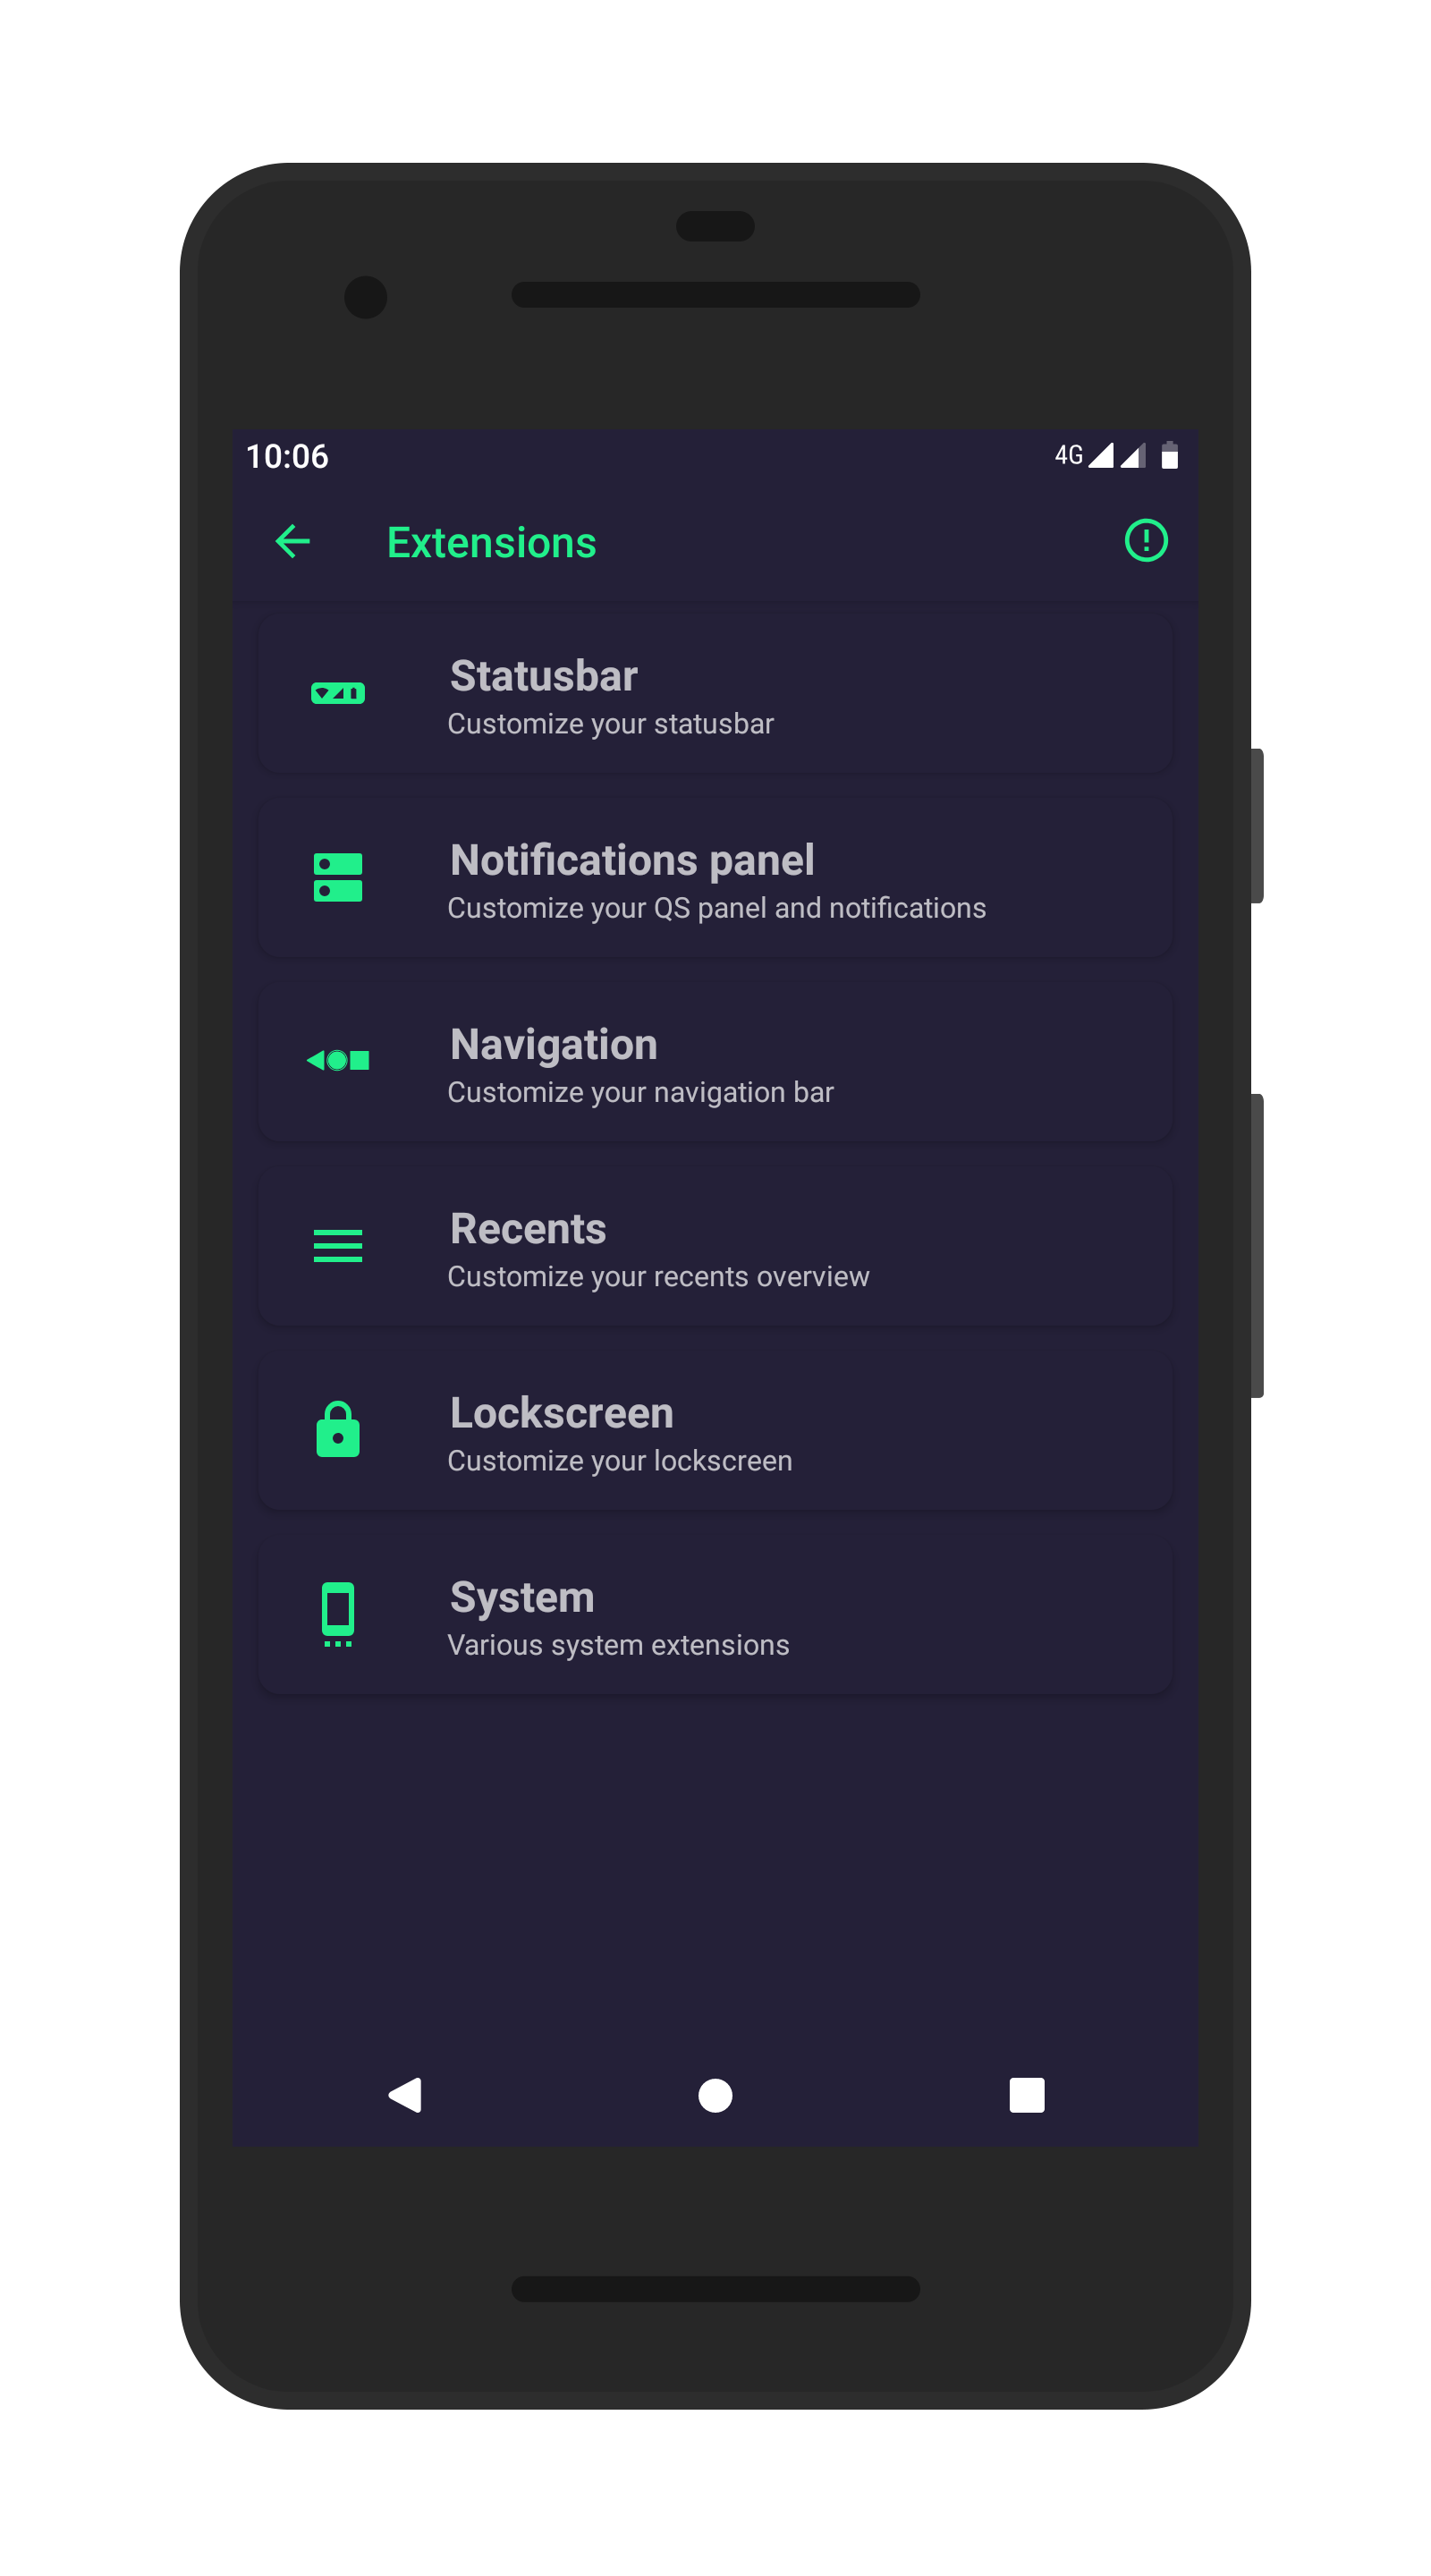 10:06 4G
Extensions
Statusbar
Customize your statusbar
Notifications panel
Customize your QS panel and notifications
Navigation
Customize your navigation bar
Recents
Customize your recents overview
Lockscreen
Customize your lockscreen
System
Various system extensions